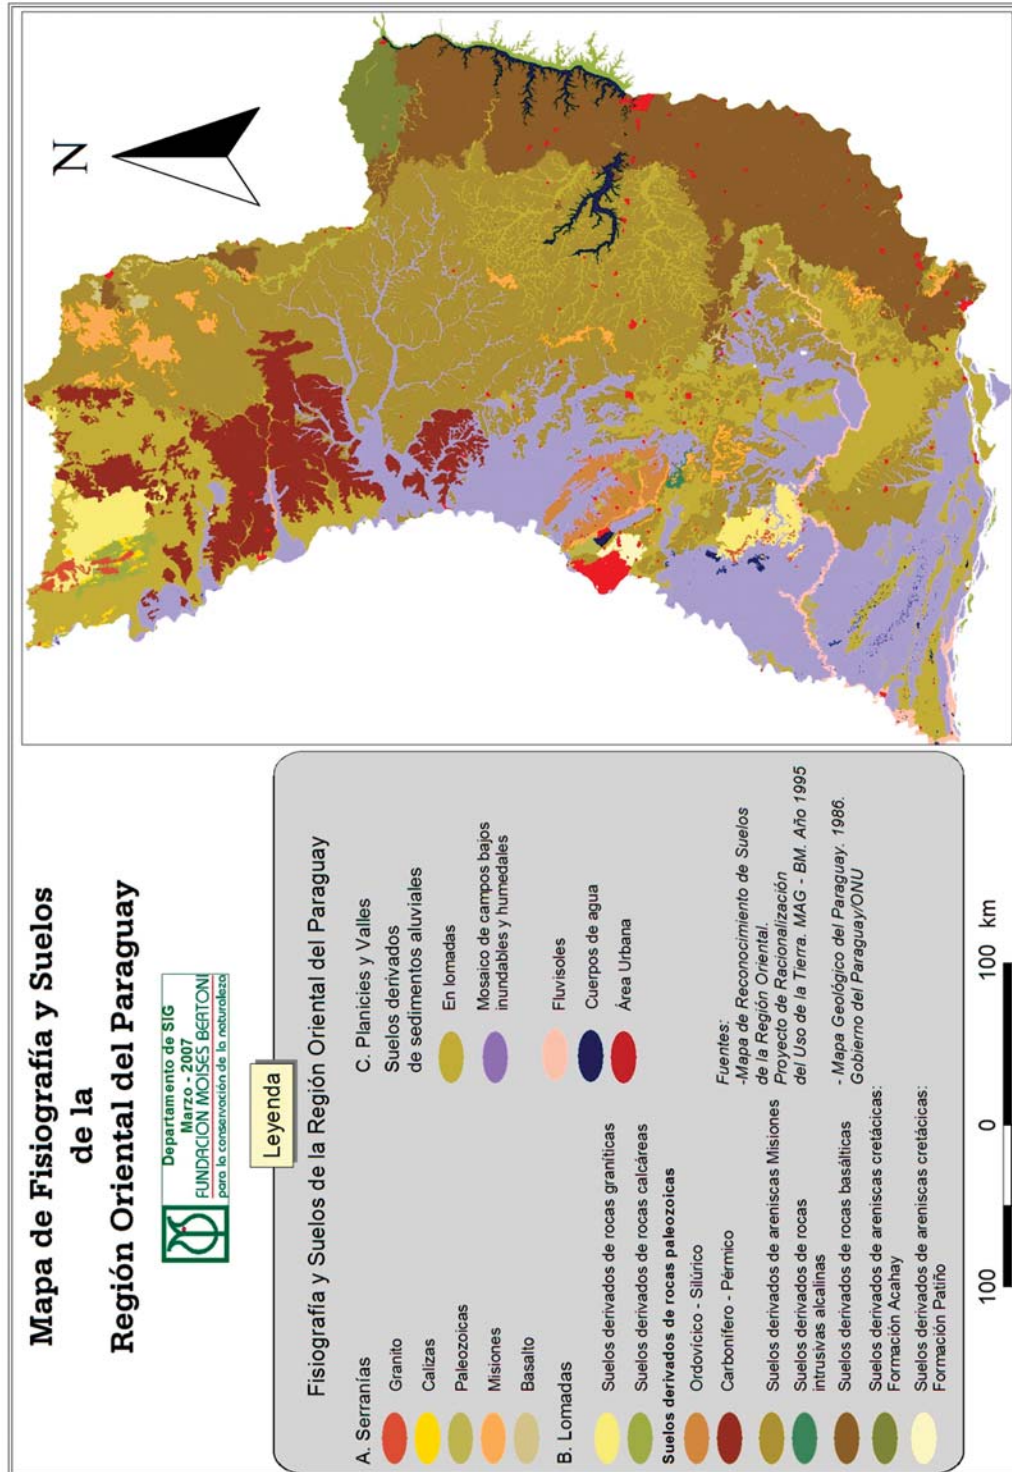 Mapa de Fisiografía y Suelos
de la
Región Oriental del Paraguay
Departamento de SIG
Marzo - 2007
FUNDACION MOISES BERTONI
para la conservación de la naturaleza
Leyenda
Fisiografía y Suelos de la Región Oriental del Paraguay
A. Serranías
Granito
Calizas
Paleozoicas
Misiones
Basalto
B. Lomadas
Suelos derivados de rocas graníticas
Suelos derivados de rocas calcáreas
Suelos derivados de rocas paleozoicas
Ordovicico - Silúrico
Carbonífero - Pérmico
Suelos derivados de areniscas Misiones
Suelos derivados de rocas
intrusivas alcalinas
Suelos derivados de rocas basálticas
Suelos derivados de areniscas cretácicas:
Formación Acahay
Suelos derivados de areniscas cretácicas:
Formación Patiño
C. Planicies y Valles
Suelos derivados
de sedimentos aluviales
En lomadas
Mosaico de campos bajos
inundables y humedales
Fluvisoles
Cuerpos de agua
Área Urbana
Fuentes:
-Mapa de Reconocimiento de Suelos
de la Región Oriental.
Proyecto de Racionalización
del Uso de la Tierra. MAG - BM. Año 1995
- Mapa Geológico del Paraguay. 1986.
Gobierno del Paraguay/ONU
100 0 100 km
N